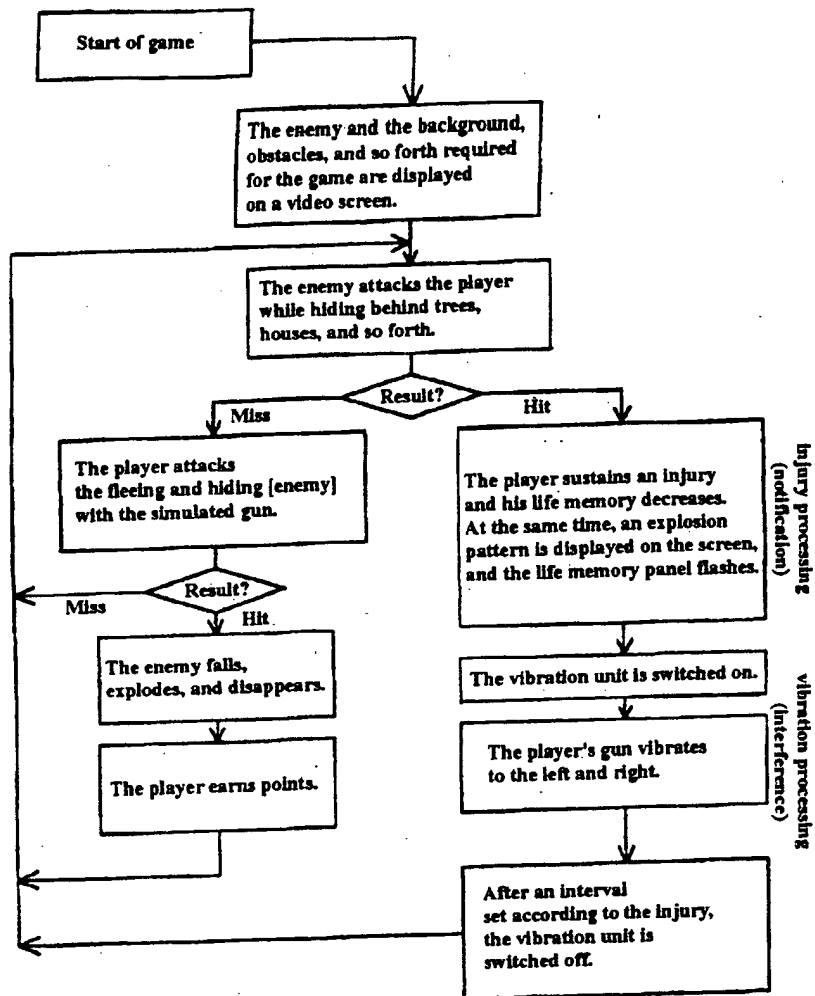 Start of game
The enemy and the background,
obstacles, and so forth required
for the game are displayed
on a video screen.
The enemy attacks the player
while hiding behind trees,
houses, and so forth.
Result?
Miss
Hit
The player attacks
the fleeing and hiding [enemy]
with the simulated gun.
The player sustains an injury
and his life memory decreases.
At the same time, an explosion
pattern is displayed on the screen,
and the life memory panel flashes.
injury processing
(notification)
Result?
Miss
Hit
The enemy falls,
explodes, and disappears.
The vibration unit is switched on.
The player earns points.
The player's gun vibrates
to the left and right.
vibration processing
(interference)
After an interval
set according to the injury,
the vibration unit is
switched off.